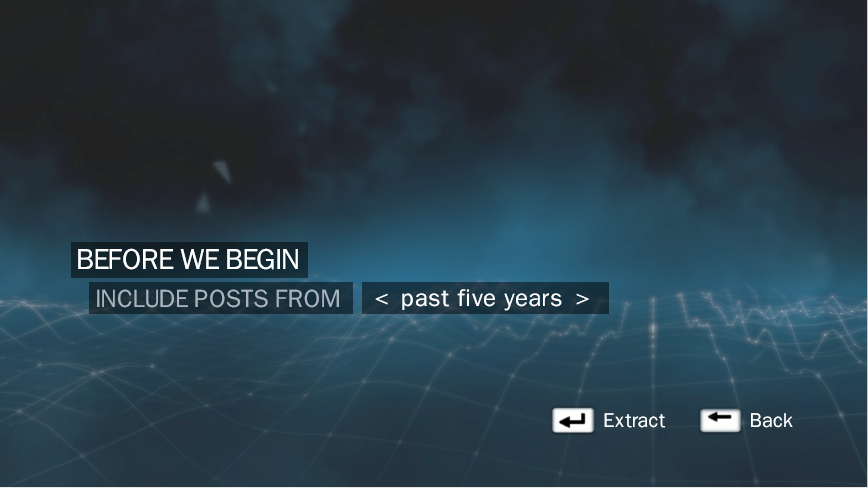 BEFORE WE BEGIN
INCLUDE POSTS FROM < past five years >
Extract Back